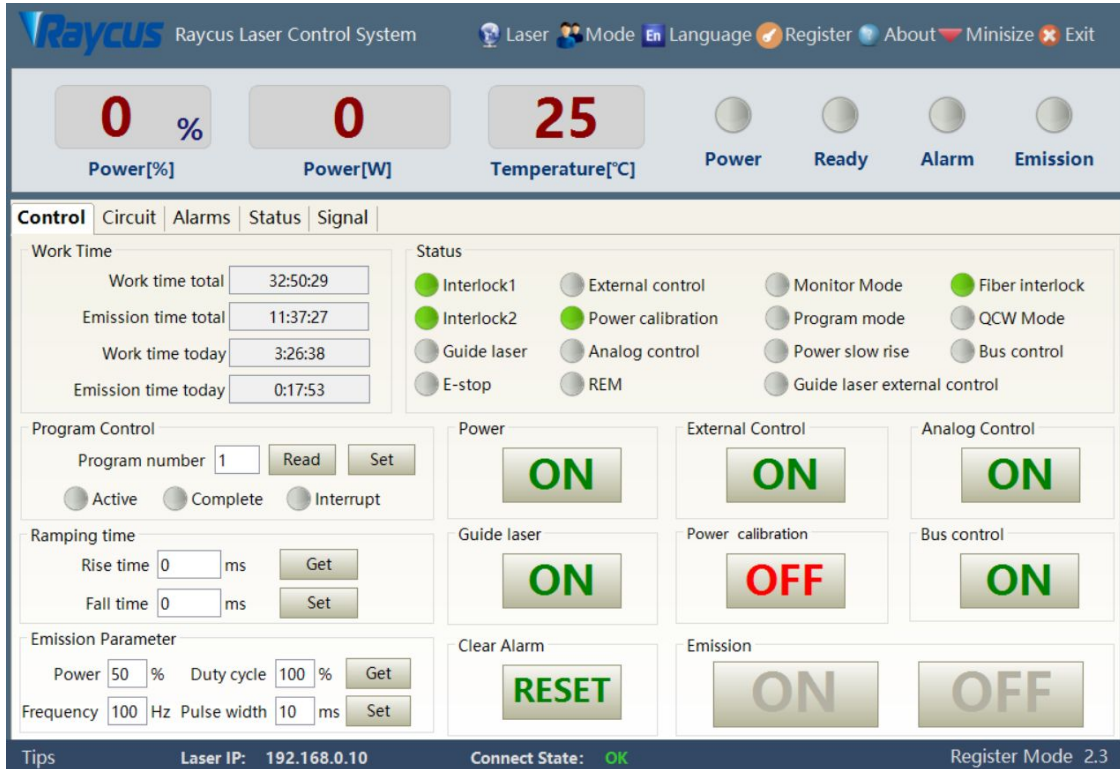 Raycus Raycus Laser Control System Laser Mode En Language Register About Minisize Exit
0 % 0 25
Power[%] Power[W] Temperature[℃] Power Ready Alarm Emission
Control Circuit Alarms Status Signal
Work Time
Work time total 32:50:29
Emission time total 11:37:27
Work time today 3:26:38
Emission time today 0:17:53
Status
Interlock1 External control Monitor Mode Fiber interlock
Interlock2 Power calibration Program mode QCW Mode
Guide laser Analog control Power slow rise Bus control
E-stop REM Guide laser external control
Program Control
Program number 1 Read Set
Active Complete Interrupt
Power
ON
External Control
ON
Analog Control
ON
Ramping time
Rise time 0 ms Get
Fall time 0 ms Set
Guide laser
ON
Power calibration
OFF
Bus control
ON
Emission Parameter
Power 50 % Duty cycle 100 % Get
Frequency 100 Hz Pulse width 10 ms Set
Clear Alarm
RESET
Emission
ON OFF
Tips Laser IP: 192.168.0.10 Connect State: OK Register Mode 2.3